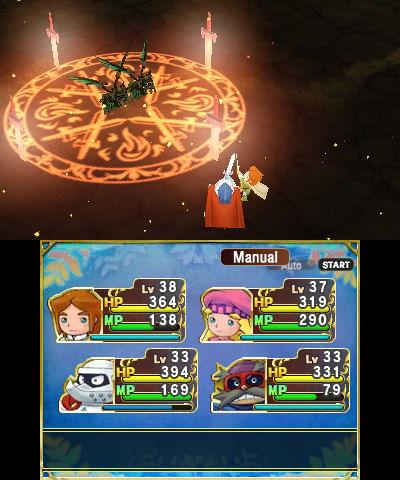 Manual
Auto
START
Lv 38
HP 364
MP 138
Lv 37
HP 319
MP 290
Lv 33
HP 394
MP 169
Lv 33
HP 331
MP 79